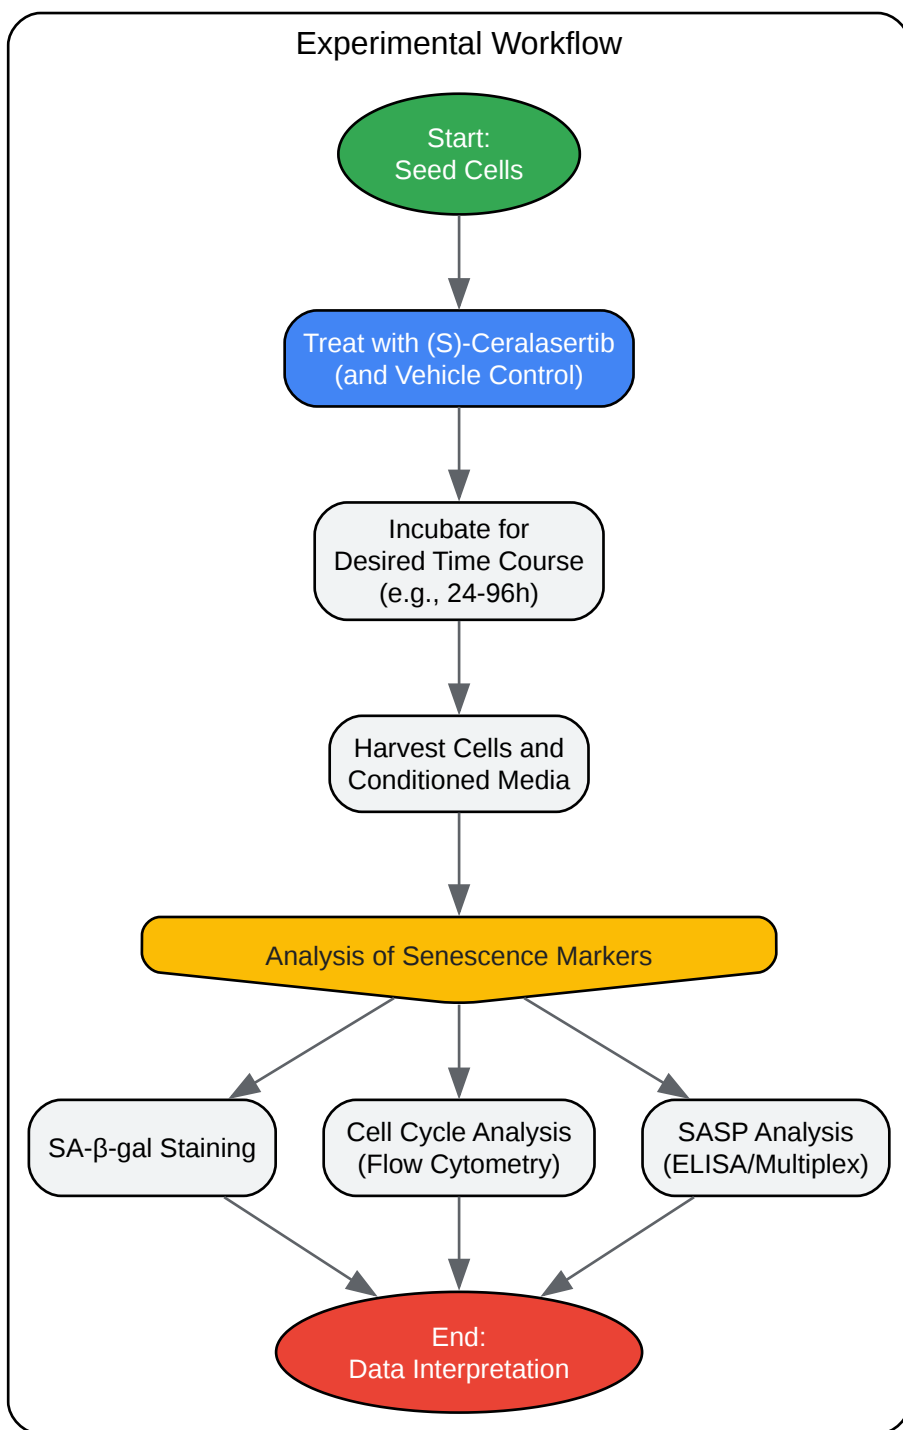 Experimental Workflow
Start:
Seed Cells
Treat with (S)-Ceralasertib
(and Vehicle Control)
Incubate for
Desired Time Course
(e.g., 24-96h)
Harvest Cells and
Conditioned Media
Analysis of Senescence Markers
SA-β-gal Staining
Cell Cycle Analysis
(Flow Cytometry)
SASP Analysis
(ELISA/Multiplex)
End:
Data Interpretation